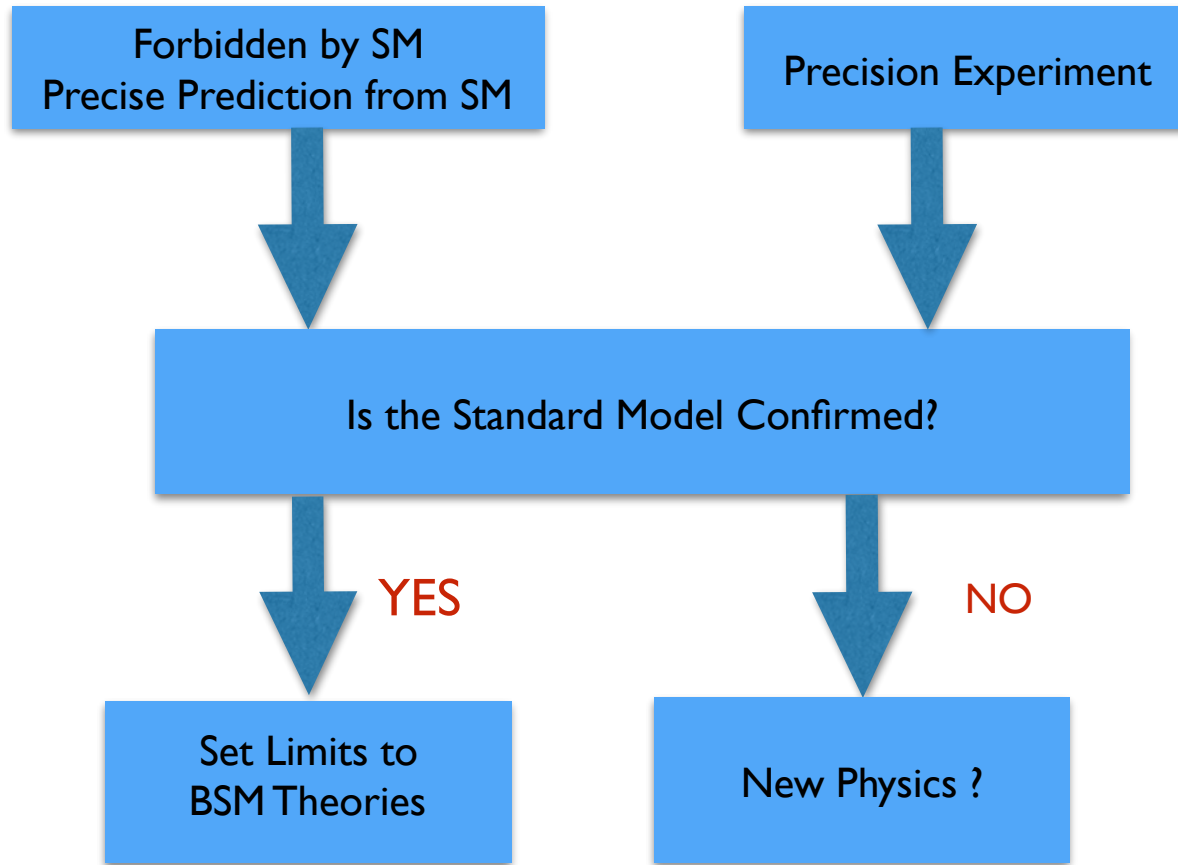 Forbidden by SM
Precise Prediction from SM
Precision Experiment
Is the Standard Model Confirmed?
YES
NO
Set Limits to
BSM Theories
New Physics ?